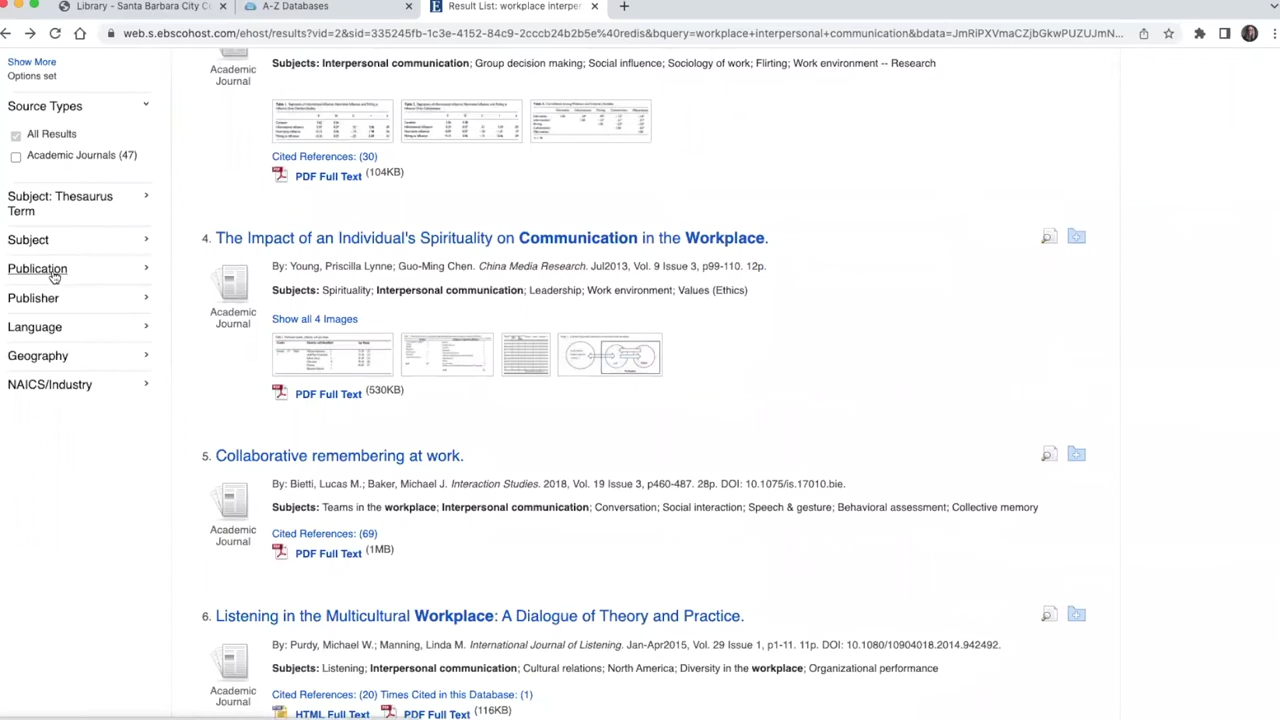 Library - Santa Barbara City C
A-Z Databases
Result List: workplace interper
web.s.ebscohost.com/ehost/results?vid=2&sid=335245fb-1c3e-4152-84c9-2cccb24b2b5e%40redis&bquery=workplace+interpersonal+communication&bdata=JmRiPXVmaCZjbGkwPUZUJmN...
Show More
Options set
Source Types
All Results
Academic Journals (47)
Subject: Thesaurus
Term
Subject
Publication
Publisher
Language
Geography
NAICS/Industry
Academic
Journal
Subjects: Interpersonal communication; Group decision making; Social influence; Sociology of work; Flirting; Work environment -- Research
Cited References: (30)
PDF Full Text (104KB)
4. The Impact of an Individual's Spirituality on Communication in the Workplace.
By: Young, Priscilla Lynne; Guo-Ming Chen. China Media Research. Jul2013, Vol. 9 Issue 3, p99-110. 12p.
Academic
Journal
Subjects: Spirituality; Interpersonal communication; Leadership; Work environment; Values (Ethics)
Show all 4 Images
PDF Full Text (530KB)
5. Collaborative remembering at work.
By: Bietti, Lucas M.; Baker, Michael J. Interaction Studies. 2018, Vol. 19 Issue 3, p460-487. 28p. DOI: 10.1075/is.17010.bie.
Academic
Journal
Subjects: Teams in the workplace; Interpersonal communication; Conversation; Social interaction; Speech & gesture; Behavioral assessment; Collective memory
Cited References: (69)
PDF Full Text (1MB)
6. Listening in the Multicultural Workplace: A Dialogue of Theory and Practice.
By: Purdy, Michael W.; Manning, Linda M. International Journal of Listening. Jan-Apr2015, Vol. 29 Issue 1, p1-11. 11p. DOI: 10.1080/10904018.2014.942492.
Academic
Journal
Subjects: Listening; Interpersonal communication; Cultural relations; North America; Diversity in the workplace; Organizational performance
Cited References: (20) Times Cited in this Database: (1)
HTML Full Text PDF Full Text (116KB)